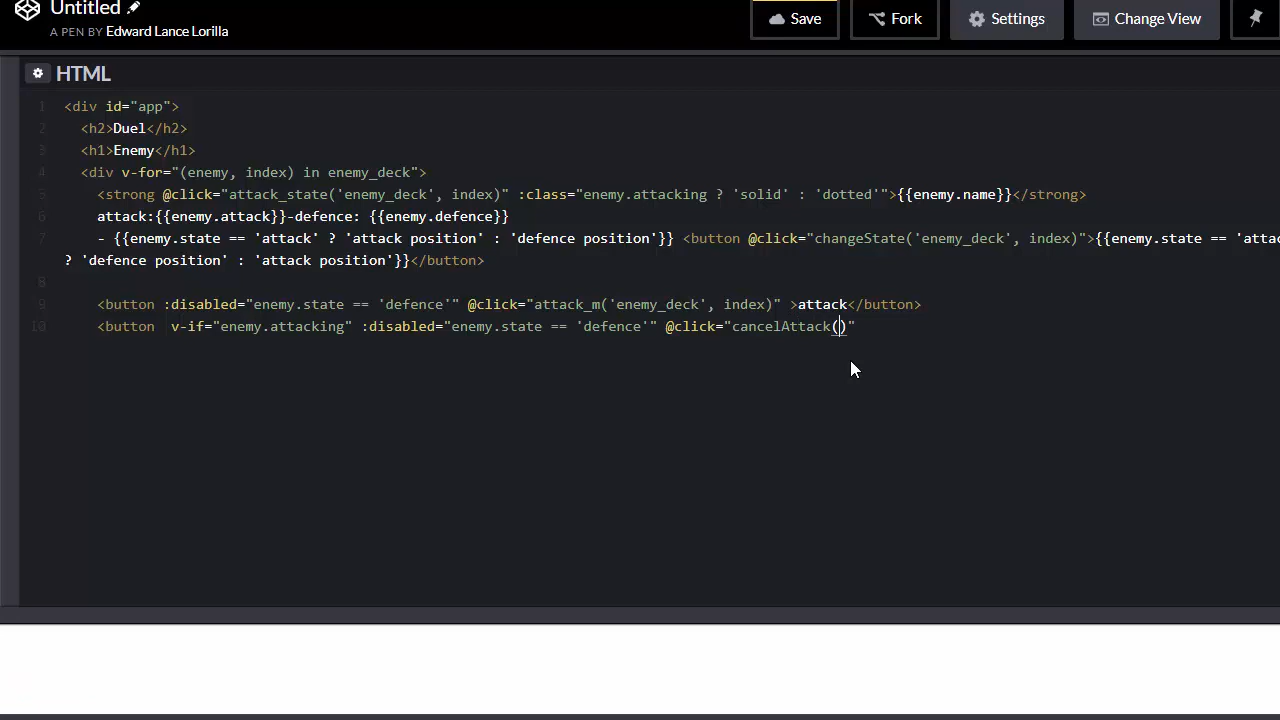 Untitled
A PEN BY Edward Lance Lorilla
Save
Fork
Settings
Change View
HTML
1 <div id="app">
2 <h2>Duel</h2>
3 <h1>Enemy</h1>
4 <div v-for="(enemy, index) in enemy_deck">
5 <strong @click="attack_state('enemy_deck', index)" :class="enemy.attacking ? 'solid' : 'dotted'">{{enemy.name}}</strong>
6 attack:{{enemy.attack}}-defence: {{enemy.defence}}
7 - {{enemy.state == 'attack' ? 'attack position' : 'defence position'}} <button @click="changeState('enemy_deck', index)">{{enemy.state == 'attac
? 'defence position' : 'attack position'}}</button>
8
9 <button :disabled="enemy.state == 'defence'" @click="attack_m('enemy_deck', index)" >attack</button>
10 <button v-if="enemy.attacking" :disabled="enemy.state == 'defence'" @click="cancelAttack()"